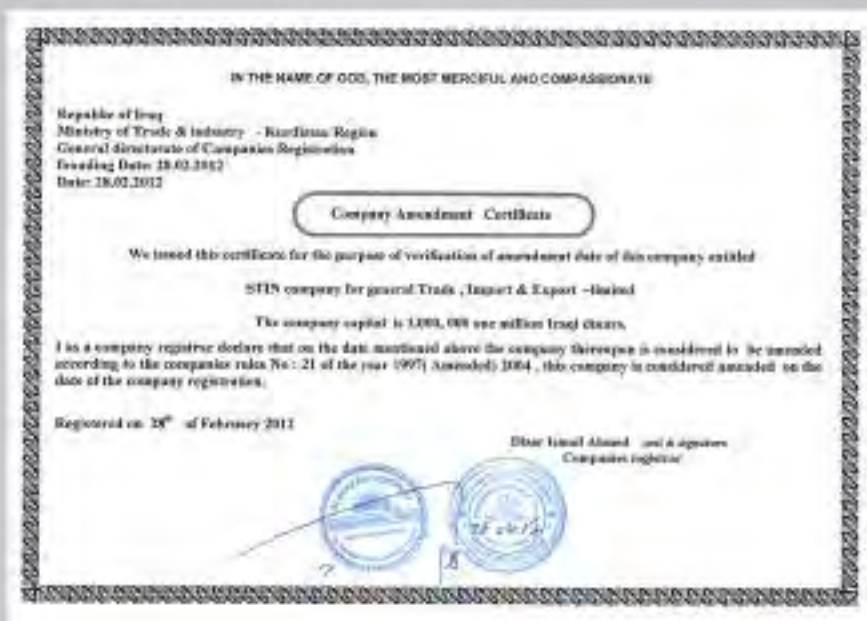 IN THE NAME OF GOD, THE MOST MERCIFUL AND COMPASSIONATE
Republic of Iraq
Ministry of Trade & industry - Kurdistan Region
General directorate of Companies Registration
Date: 28.02.2012
Date: 28.02.2012
Company Amendment Certificate
We issued this certificate for the purpose of verification of amendment date of this company entitled
STIN company for general Trade , Import & Export –limited
The company capital is 1,000, 000 one million Iraqi dinars.
I as a company registrar declare that on the date mentioned above the company thereupon is considered to be amended
according to the companies rules No : 21 of the year 1997( Amended) 2004 , this company is considered amended on the
date of the company registration.
Registered on 28th of February 2012
Ismail Ahmed seal & signature
Companies registrar